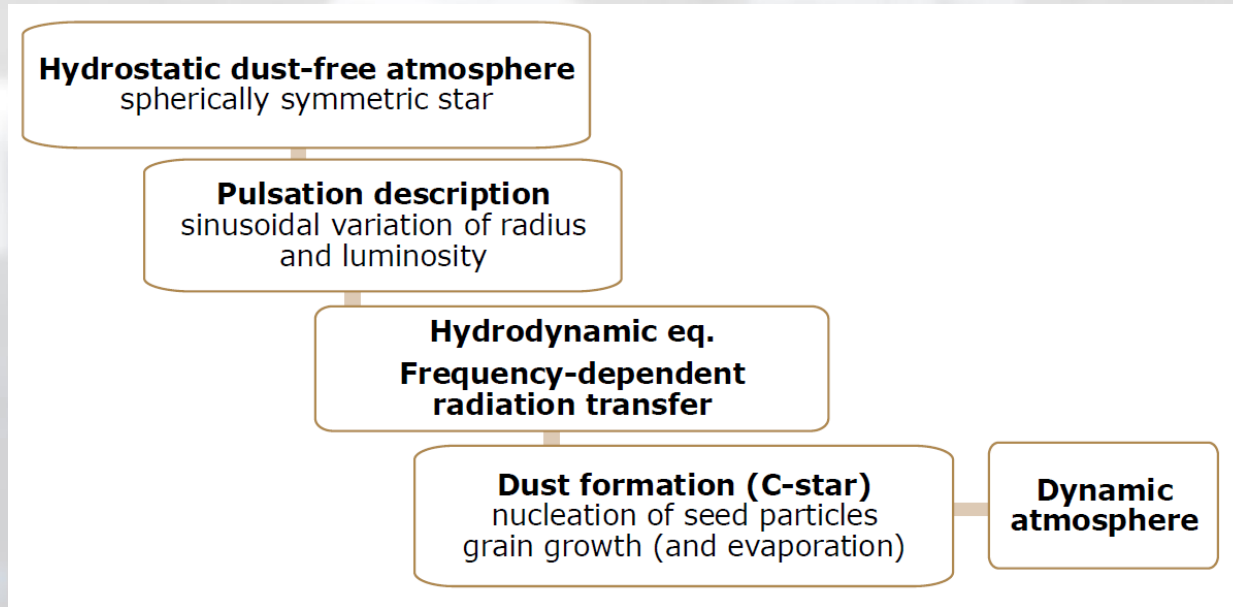 Hydrostatic dust-free atmosphere
spherically symmetric star
Pulsation description
sinusoidal variation of radius
and luminosity
Hydrodynamic eq.
Frequency-dependent
radiation transfer
Dust formation (C-star)
nucleation of seed particles
grain growth (and evaporation)
Dynamic
atmosphere